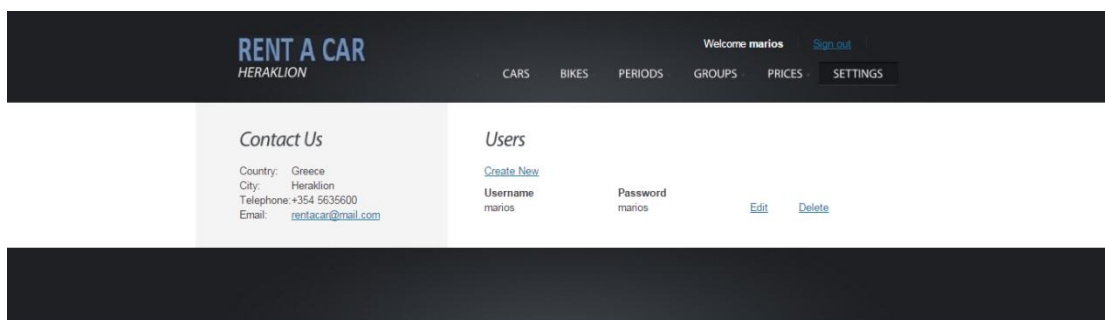 RENT A CAR
HERAKLION
Welcome marios Sign out
CARS BIKES PERIODS GROUPS PRICES SETTINGS
Contact Us
Country: Greece
City: Heraklion
Telephone:+354 5635600
Email: rentacar@mail.com
Users
Create New
Username Password
marios marios Edit Delete